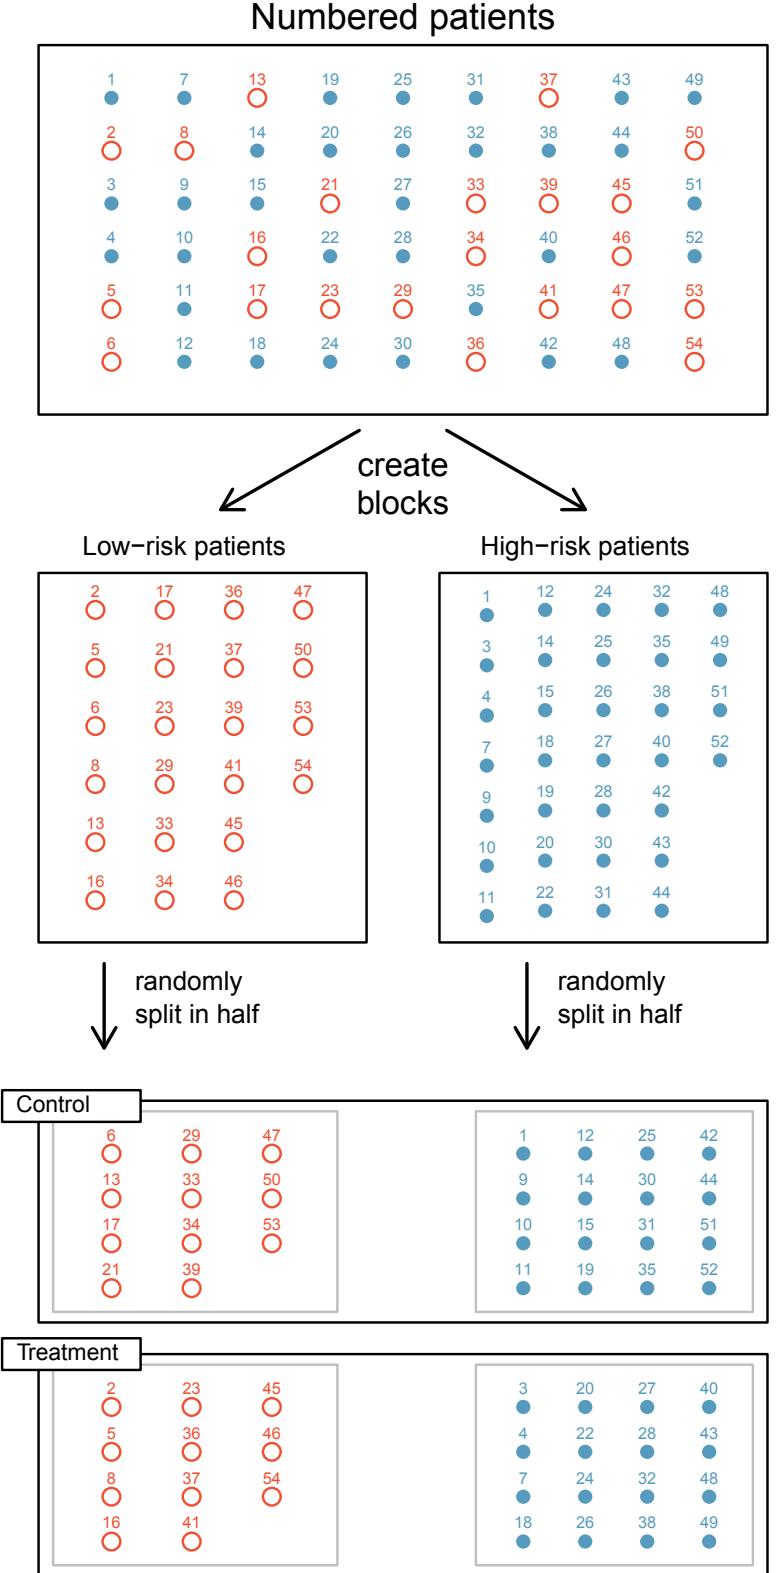 Numbered patients
1 7 13 19 25 31 37 43 49
2 8 14 20 26 32 38 44 50
3 9 15 21 27 33 39 45 51
4 10 16 22 28 34 40 46 52
5 11 17 23 29 35 41 47 53
6 12 18 24 30 36 42 48 54
create
blocks
Low−risk patients
2 17 36 47
5 21 37 50
6 23 39 53
8 29 41 54
13 33 45
16 34 46
High−risk patients
1 12 24 32 48
3 14 25 35 49
4 15 26 38 51
7 18 27 40 52
9 19 28 42
10 20 30 43
11 22 31 44
randomly
split in half
randomly
split in half
Control
6 29 47
13 33 50
17 34 53
21 39
1 12 25 42
9 14 30 44
10 15 31 51
11 19 35 52
Treatment
2 23 45
5 36 46
8 37 54
16 41
3 20 27 40
4 22 28 43
7 24 32 48
18 26 38 49